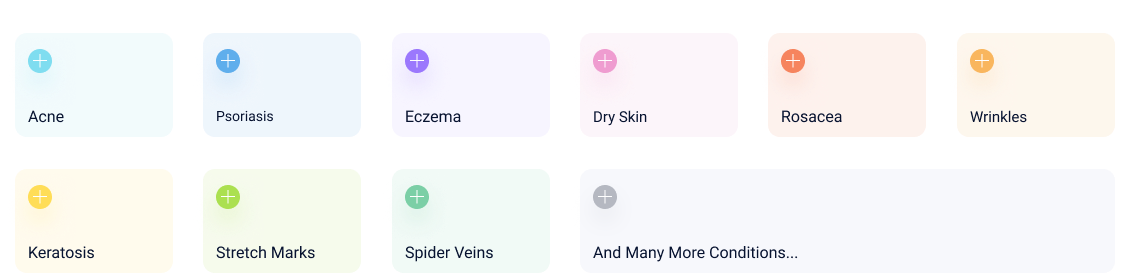 Acne
Psoriasis
Eczema
Dry Skin
Rosacea
Wrinkles
Keratosis
Stretch Marks
Spider Veins
And Many More Conditions...